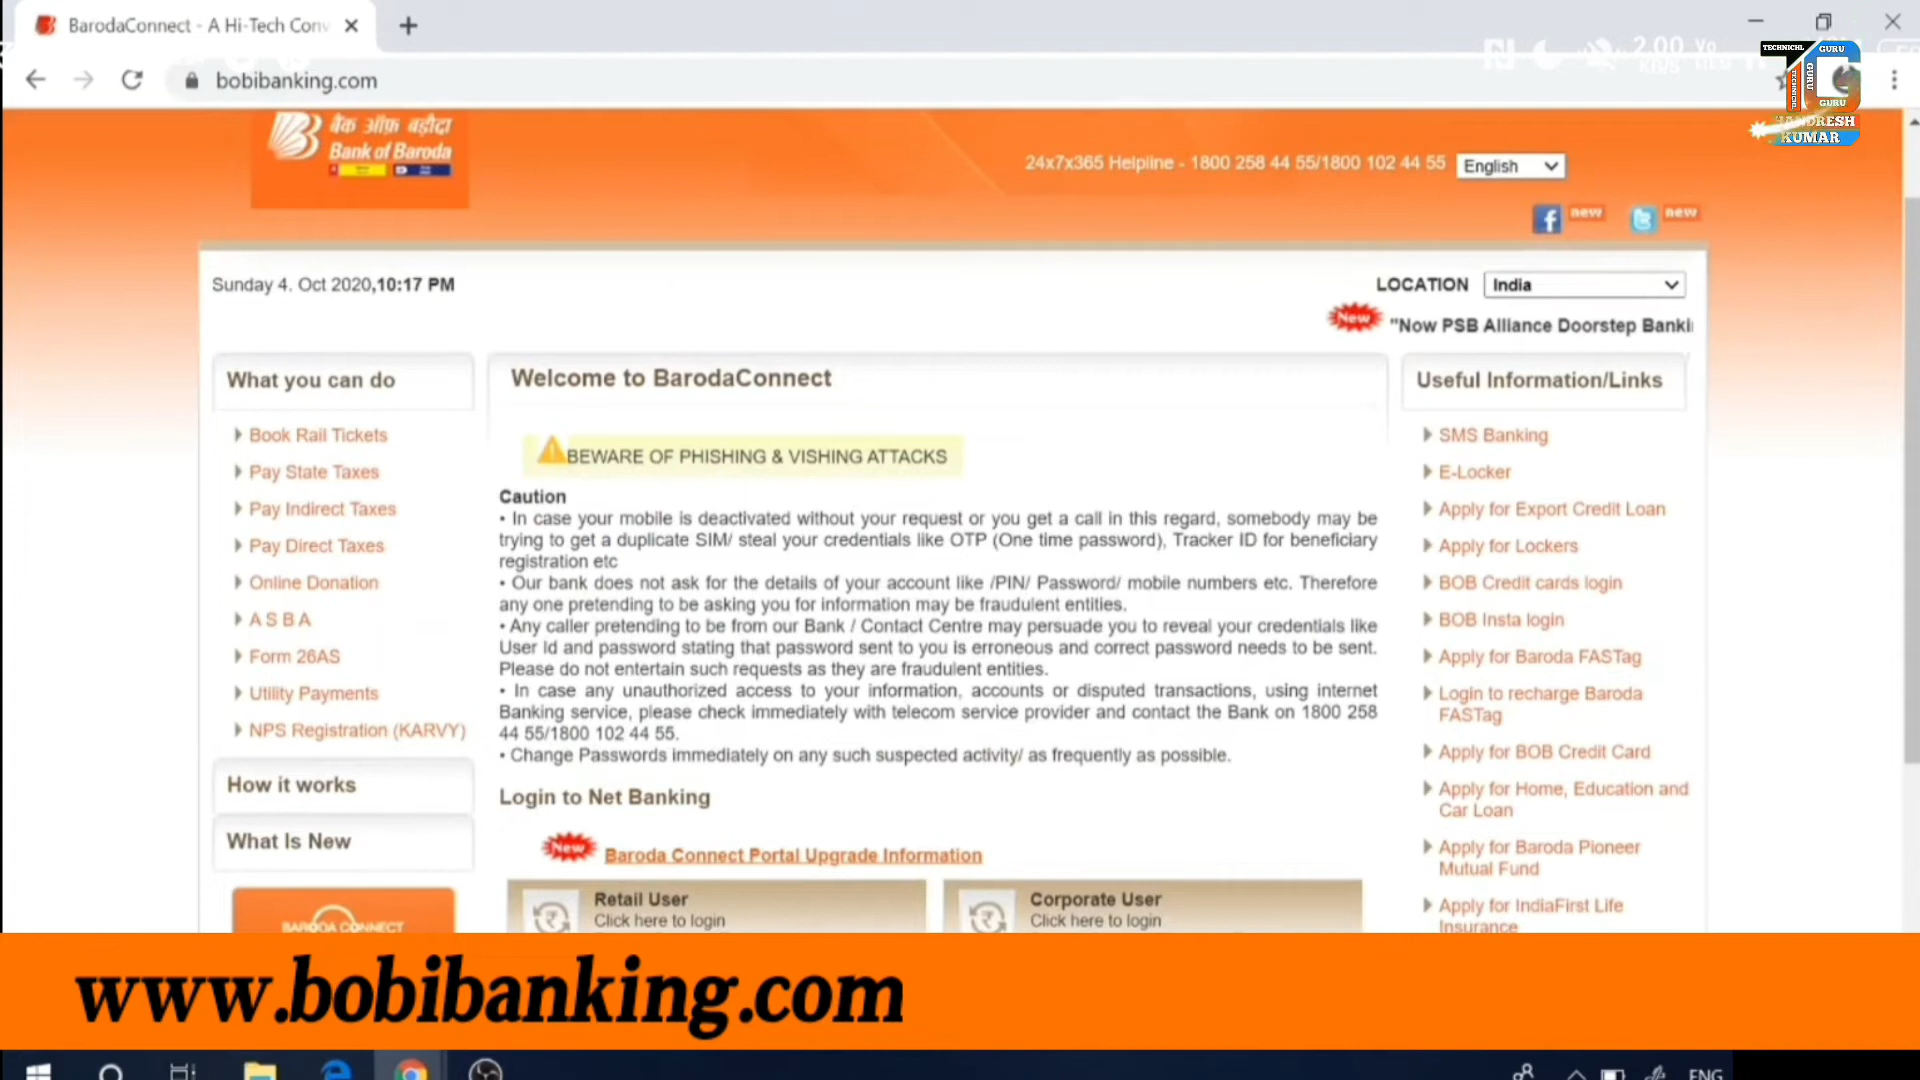 BarodaConnect - A Hi-Tech Conv
bobibanking.com
2.00
KB/S
TECHNICHL GURU
TECHNICHL
GURU
GURU
HANDRESH
KUMAR
बैंक ऑफ़ बड़ौदा
Bank of Baroda
24x7x365 Helpline - 1800 258 44 55/1800 102 44 55
English
new
new
Sunday 4. Oct 2020,10:17 PM
LOCATION India
New "Now PSB Alliance Doorstep Banki
What you can do
Book Rail Tickets
Pay State Taxes
Pay Indirect Taxes
Pay Direct Taxes
Online Donation
A S B A
Form 26AS
Utility Payments
NPS Registration (KARVY)
How it works
What Is New
BARODA CONNECT
Welcome to BarodaConnect
BEWARE OF PHISHING & VISHING ATTACKS
Caution
• In case your mobile is deactivated without your request or you get a call in this regard, somebody may be
trying to get a duplicate SIM/ steal your credentials like OTP (One time password), Tracker ID for beneficiary
registration etc
• Our bank does not ask for the details of your account like /PIN/ Password/ mobile numbers etc. Therefore
any one pretending to be asking you for information may be fraudulent entities.
• Any caller pretending to be from our Bank / Contact Centre may persuade you to reveal your credentials like
User Id and password stating that password sent to you is erroneous and correct password needs to be sent.
Please do not entertain such requests as they are fraudulent entities.
• In case any unauthorized access to your information, accounts or disputed transactions, using internet
Banking service, please check immediately with telecom service provider and contact the Bank on 1800 258
44 55/1800 102 44 55.
• Change Passwords immediately on any such suspected activity/ as frequently as possible.
Login to Net Banking
New Baroda Connect Portal Upgrade Information
Retail User
Click here to login
Corporate User
Click here to login
Useful Information/Links
SMS Banking
E-Locker
Apply for Export Credit Loan
Apply for Lockers
BOB Credit cards login
BOB Insta login
Apply for Baroda FASTag
Login to recharge Baroda
FASTag
Apply for BOB Credit Card
Apply for Home, Education and
Car Loan
Apply for Baroda Pioneer
Mutual Fund
Apply for IndiaFirst Life
Insurance
www.bobibanking.com
ENG